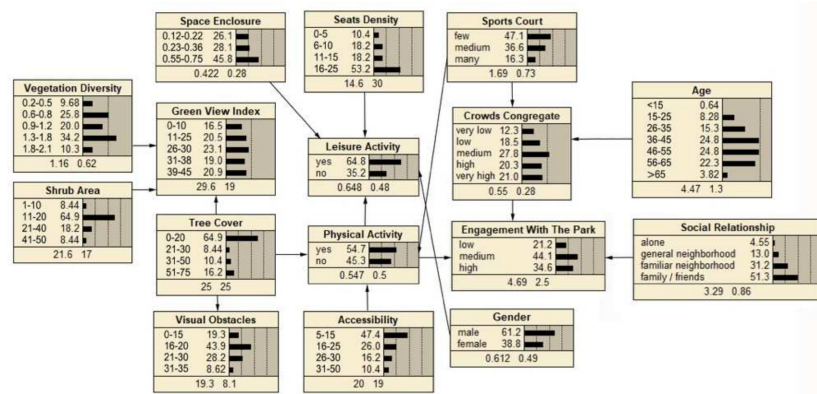 Space Enclosure
0.12-0.22 26.1
0.23-0.36 28.1
0.55-0.75 45.8
0.422 0.28
Seats Density
0-5 10.4
6-10 18.2
11-15 18.2
16-25 53.2
14.6 30
Sports Court
few 47.1
medium 36.6
many 16.3
1.69 0.73
Vegetation Diversity
0.2-0.5 9.68
0.6-0.8 25.8
0.9-1.2 20.0
1.3-1.8 34.2
1.8-2.1 10.3
1.16 0.62
Green View Index
0-10 16.5
11-25 20.5
26-30 23.1
31-38 19.0
39-45 20.9
29.6 19
Leisure Activity
yes 64.8
no 35.2
0.648 0.48
Crowds Congregate
very low 12.3
low 18.5
medium 27.8
high 20.3
very high 21.0
0.55 0.28
Age
<15 0.64
15-25 8.28
26-35 15.3
36-45 24.8
46-55 24.8
56-65 22.3
>65 3.82
4.47 1.3
Shrub Area
1-10 8.44
11-20 64.9
21-40 18.2
41-50 8.44
21.6 17
Tree Cover
0-20 64.9
21-30 8.44
31-50 10.4
51-75 16.2
25 25
Physical Activity
yes 54.7
no 45.3
0.547 0.5
Engagement With The Park
low 21.2
medium 44.1
high 34.6
4.69 2.5
Social Relationship
alone 4.55
general neighborhood 13.0
familiar neighborhood 31.2
family / friends 51.3
3.29 0.86
Visual Obstacles
0-15 19.3
16-20 43.9
21-30 28.2
31-35 8.62
19.3 8.1
Accessibility
5-15 47.4
16-25 26.0
26-30 16.2
31-50 10.4
20 19
Gender
male 61.2
female 38.8
0.612 0.49